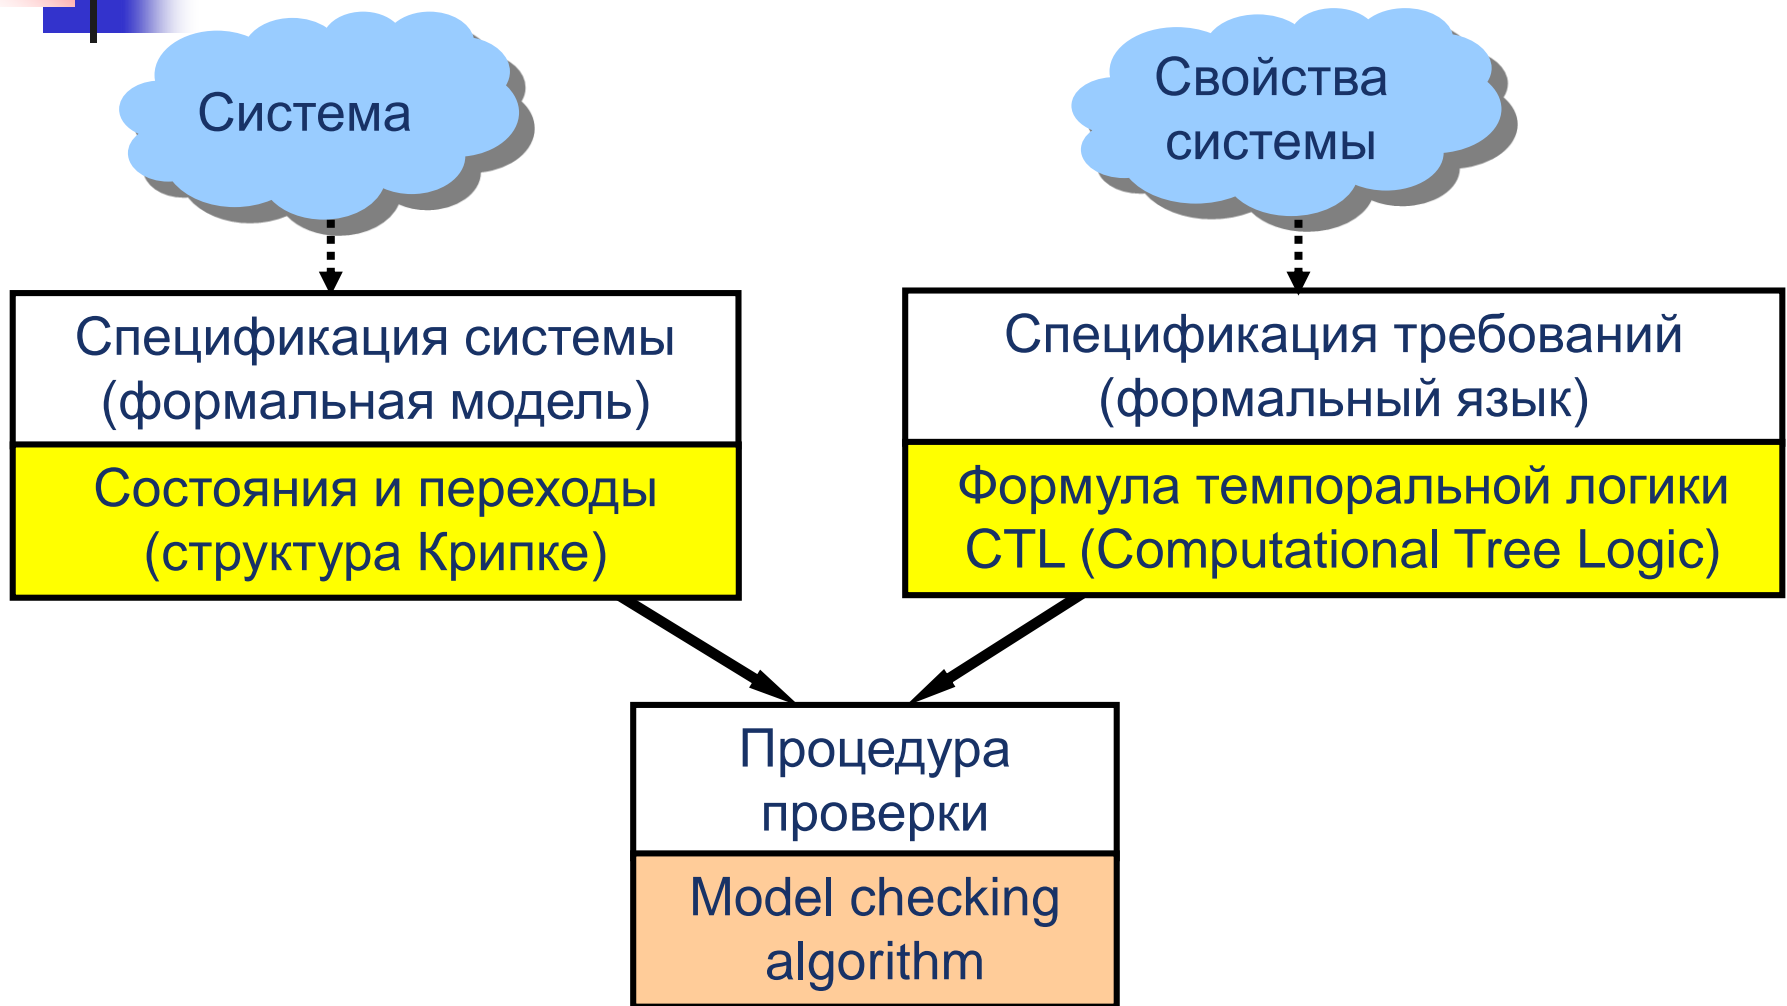 Система
Свойства
системы
Спецификация системы
(формальная модель)
Состояния и переходы
(структура Крипке)
Спецификация требований
(формальный язык)
Формула темпоральной логики
CTL (Computational Tree Logic)
Процедура
проверки
Model checking
algorithm